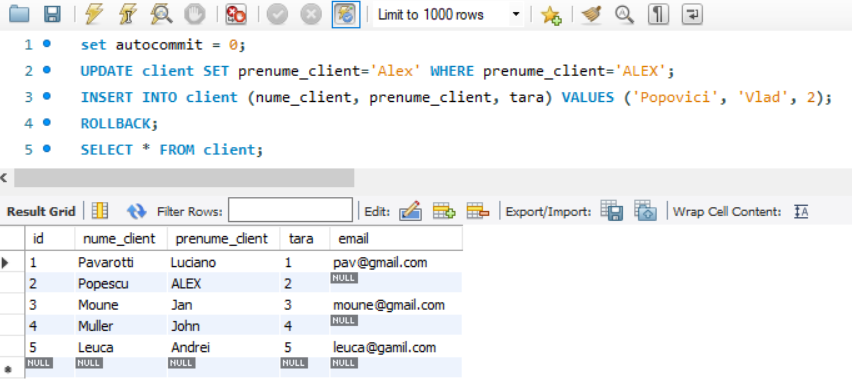 Limit to 1000 rows
1 set autocommit = 0;
2 UPDATE client SET prenume_client='Alex' WHERE prenume_client='ALEX';
3 INSERT INTO client (nume_client, prenume_client, tara) VALUES ('Popovici', 'Vlad', 2);
4 ROLLBACK;
5 SELECT * FROM client;
Result Grid Filter Rows: Edit: Export/Import: Wrap Cell Content: IA
id nume_client prenume_client tara email
1 Pavarotti Luciano 1 pav@gmail.com
2 Popescu ALEX 2 NULL
3 Moune Jan 3 moune@gmail.com
4 Muller John 4 NULL
5 Leuca Andrei 5 leuca@gamil.com
NULL NULL NULL NULL NULL